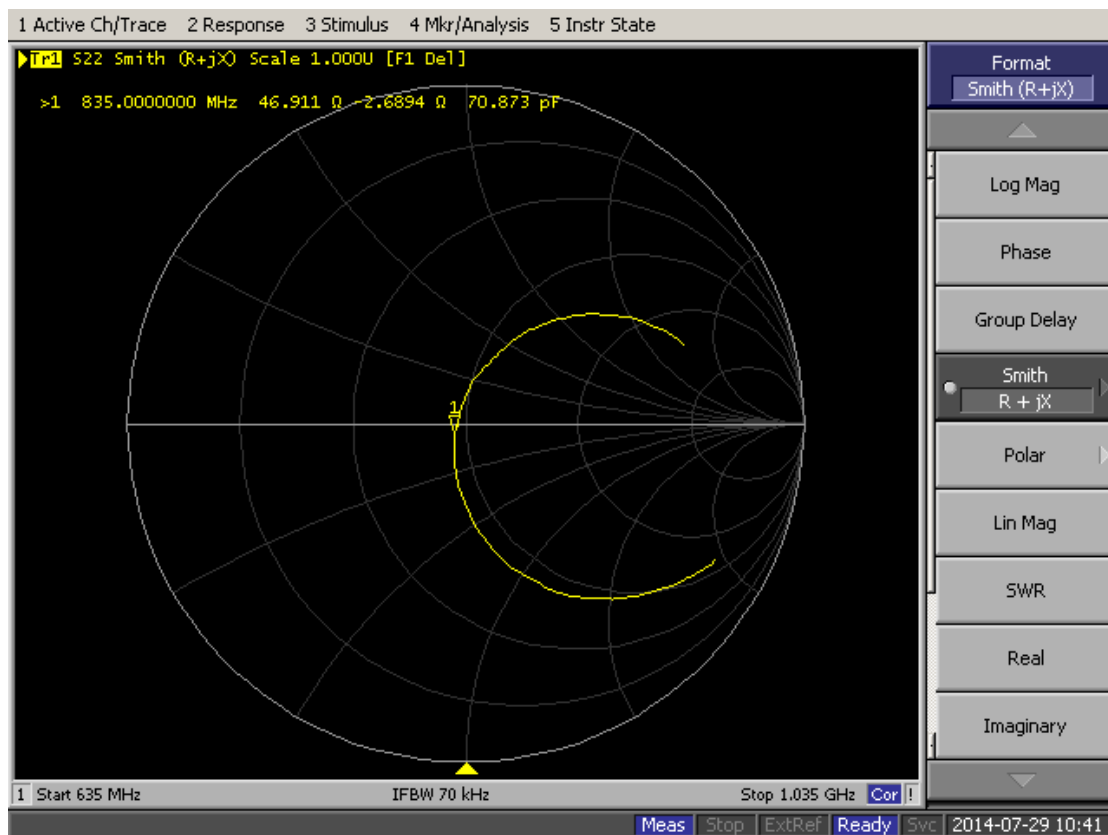 1 Active Ch/Trace 2 Response 3 Stimulus 4 Mkr/Analysis 5 Instr State
Tr1 S22 Smith (R+jX) Scale 1.000U [F1 Del]
>1 835.0000000 MHz 46.911 Ω -2.6894 Ω 70.873 pF
1
Format
Smith (R+jX)
Log Mag
Phase
Group Delay
Smith
R + jX
Polar
Lin Mag
SWR
Real
Imaginary
1 Start 635 MHz IFBW 70 kHz Stop 1.035 GHz Cor !
Meas Stop ExtRef Ready Svc 2014-07-29 10:41